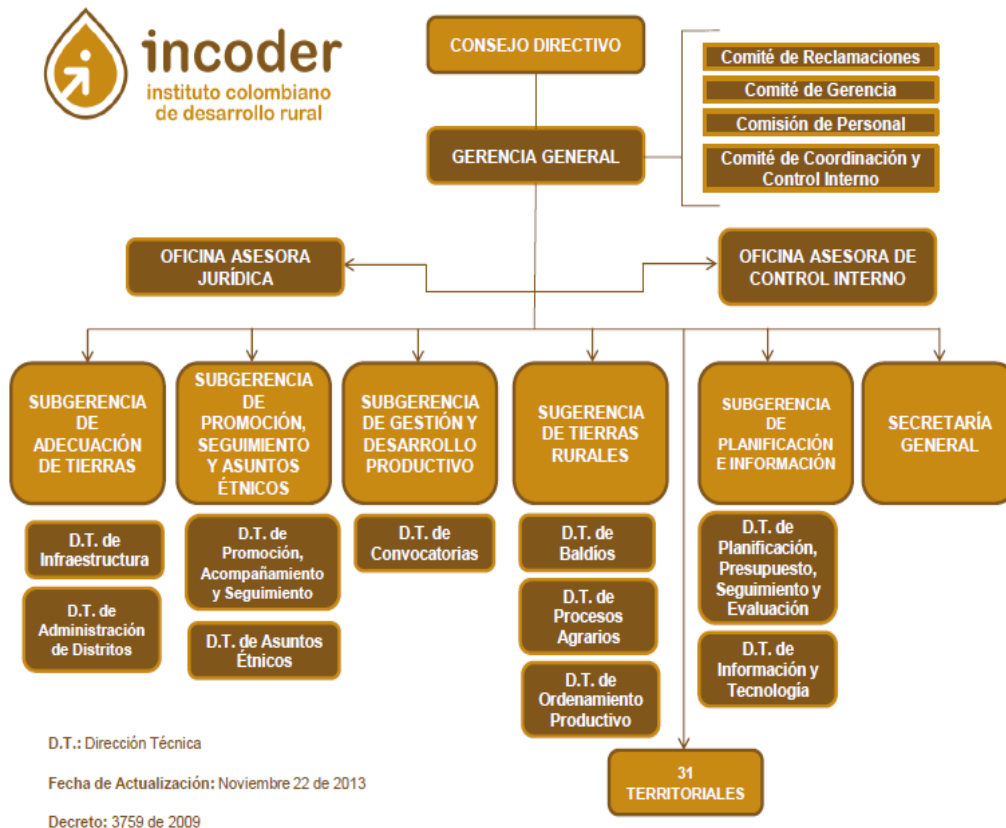 incoder
instituto colombiano
de desarrollo rural
CONSEJO DIRECTIVO
GERENCIA GENERAL
Comité de Reclamaciones
Comité de Gerencia
Comisión de Personal
Comité de Coordinación y
Control Interno
OFICINA ASESORA
JURÍDICA
OFICINA ASESORA DE
CONTROL INTERNO
SUBGERENCIA
DE
ADECUACIÓN
DE TIERRAS
D.T. de
Infraestructura
D.T. de
Administración
de Distritos
SUBGERENCIA
DE
PROMOCIÓN,
SEGUIMIENTO
Y ASUNTOS
ÉTNICOS
D.T. de
Promoción,
Acompañamiento
y Seguimiento
D.T. de Asuntos
Étnicos
SUBGERENCIA
DE GESTIÓN Y
DESARROLLO
PRODUCTIVO
D.T. de
Convocatorias
SUGERENCIA
DE TIERRAS
RURALES
D.T. de
Baldíos
D.T. de
Procesos
Agrarios
D.T. de
Ordenamiento
Productivo
SUBGERENCIA
DE
PLANIFICACIÓN
E INFORMACIÓN
D.T. de
Planificación,
Presupuesto,
Seguimiento y
Evaluación
D.T. de
Información y
Tecnología
SECRETARÍA
GENERAL
31
TERRITORIALES
D.T.: Dirección Técnica
Fecha de Actualización: Noviembre 22 de 2013
Decreto: 3759 de 2009